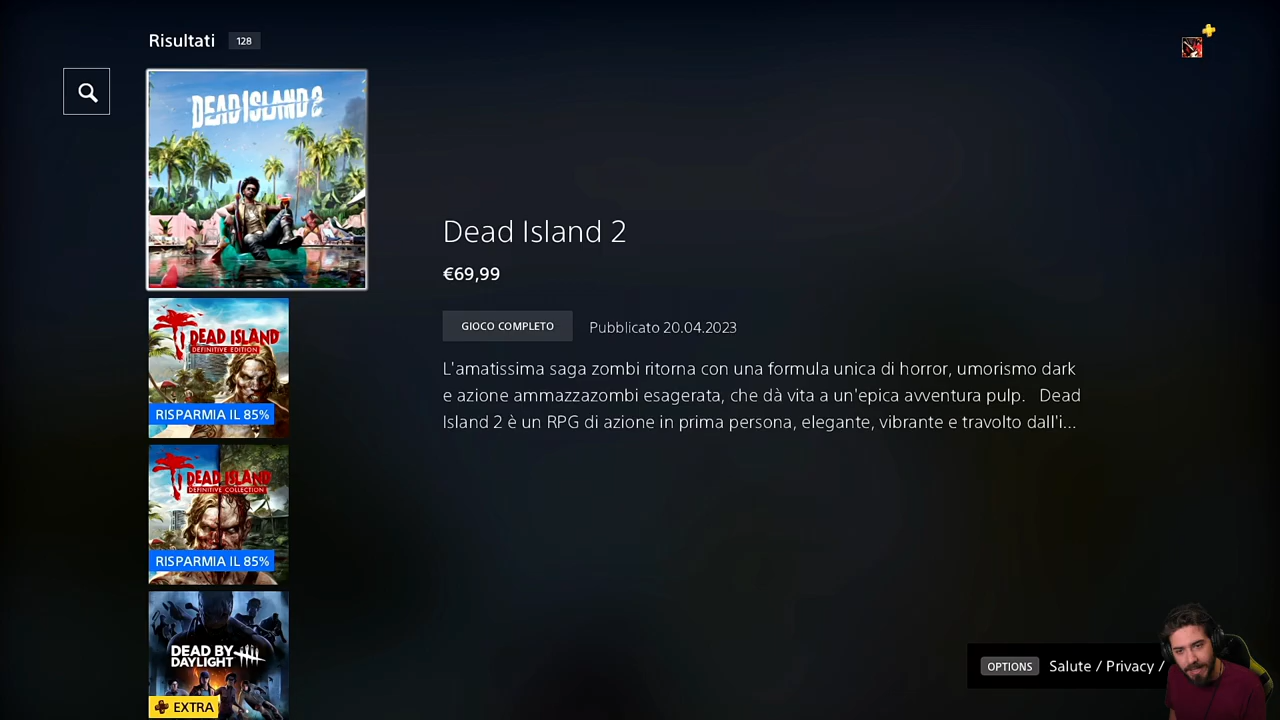 Risultati 128
DEAD ISLAND 2
Dead Island 2
€69,99
GIOCO COMPLETO Pubblicato 20.04.2023
L'amatissima saga zombi ritorna con una formula unica di horror, umorismo dark
e azione ammazzazombi esagerata, che dà vita a un'epica avventura pulp. Dead
Island 2 è un RPG di azione in prima persona, elegante, vibrante e travolto dall'i...
DEAD ISLAND
DEFINITIVE EDITION
RISPARMIA IL 85%
DEAD ISLAND
DEFINITIVE COLLECTION
RISPARMIA IL 85%
DEAD BY
DAYLIGHT
EXTRA
OPTIONS Salute / Privacy /